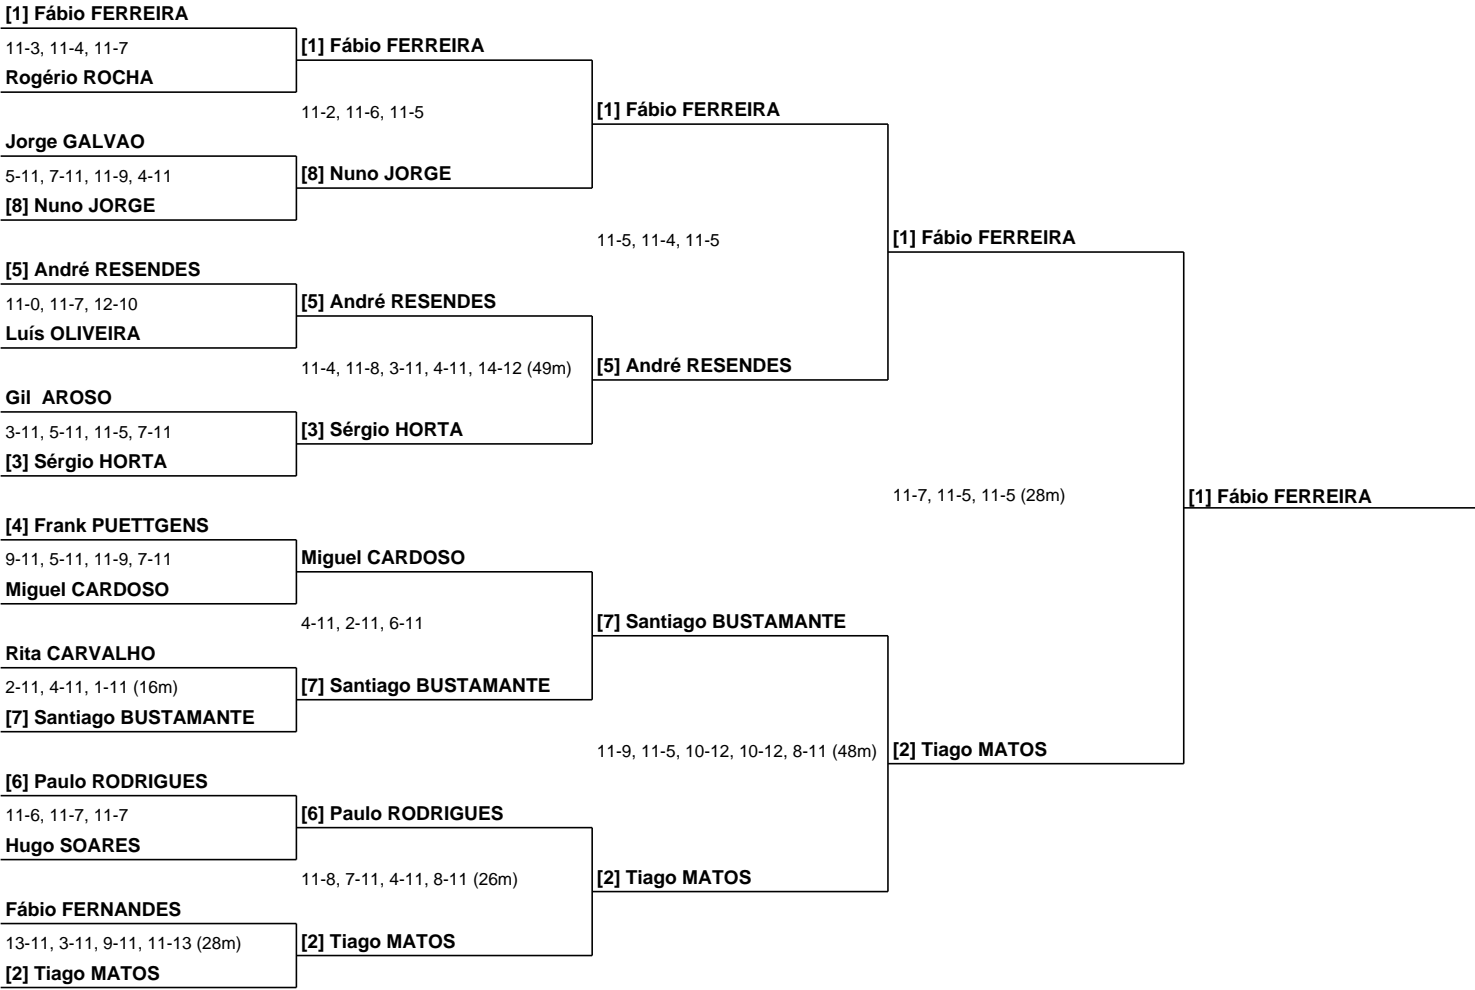 [1] Fábio FERREIRA
11-3, 11-4, 11-7
[1] Fábio FERREIRA
Rogério ROCHA
11-2, 11-6, 11-5
[1] Fábio FERREIRA
Jorge GALVAO
5-11, 7-11, 11-9, 4-11
[8] Nuno JORGE
[8] Nuno JORGE
11-5, 11-4, 11-5
[1] Fábio FERREIRA
[5] André RESENDES
11-0, 11-7, 12-10
[5] André RESENDES
Luís OLIVEIRA
11-4, 11-8, 3-11, 4-11, 14-12 (49m)
[5] André RESENDES
Gil  AROSO
3-11, 5-11, 11-5, 7-11
[3] Sérgio HORTA
[3] Sérgio HORTA
11-7, 11-5, 11-5 (28m)
[1] Fábio FERREIRA
[4] Frank PUETTGENS
9-11, 5-11, 11-9, 7-11
Miguel CARDOSO
Miguel CARDOSO
4-11, 2-11, 6-11
[7] Santiago BUSTAMANTE
Rita CARVALHO
2-11, 4-11, 1-11 (16m)
[7] Santiago BUSTAMANTE
[7] Santiago BUSTAMANTE
11-9, 11-5, 10-12, 10-12, 8-11 (48m)
[2] Tiago MATOS
[6] Paulo RODRIGUES
11-6, 11-7, 11-7
[6] Paulo RODRIGUES
Hugo SOARES
11-8, 7-11, 4-11, 8-11 (26m)
[2] Tiago MATOS
Fábio FERNANDES
13-11, 3-11, 9-11, 11-13 (28m)
[2] Tiago MATOS
[2] Tiago MATOS